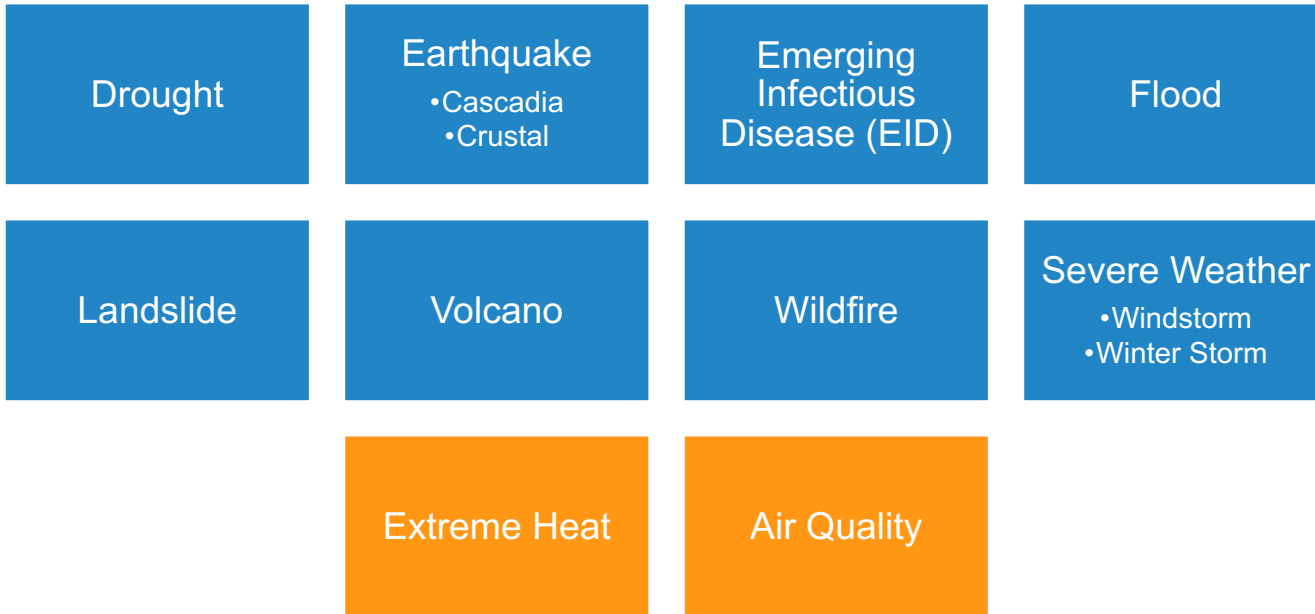 Drought
Earthquake
•Cascadia
•Crustal
Emerging
Infectious
Disease (EID)
Flood
Landslide
Volcano
Wildfire
Severe Weather
•Windstorm
•Winter Storm
Extreme Heat
Air Quality